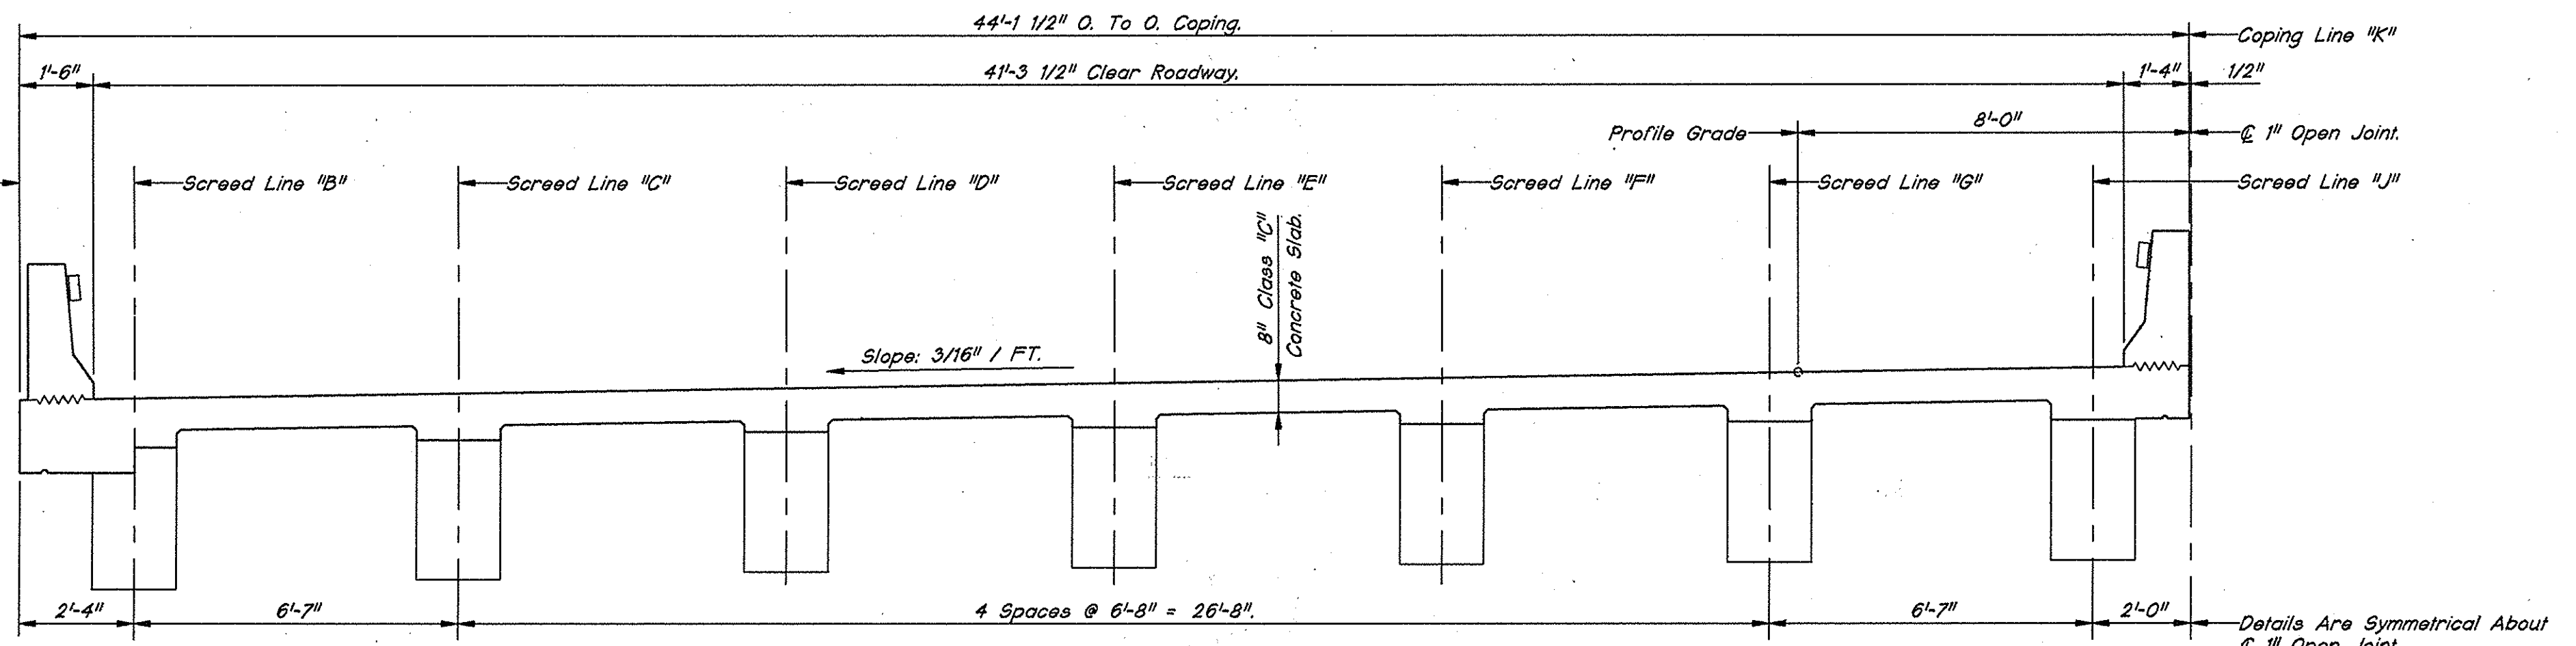 44'-1 1/2" O. To O. Coping.
Coping Line "K"
1'-6"
41'-3 1/2" Clear Roadway.
1'-4"
1/2"
Profile Grade
8'-0"
℄ 1" Open Joint.
Screed Line "B"
Screed Line "C"
Screed Line "D"
Screed Line "E"
Screed Line "F"
Screed Line "G"
Screed Line "J"
8" Class "C"
Concrete Slab.
Slope: 3/16" / FT.
2'-4"
6'-7"
4 Spaces @ 6'-8" = 26'-8".
6'-7"
2'-0"
Details Are Symmetrical About
℄ 1" Open Joint